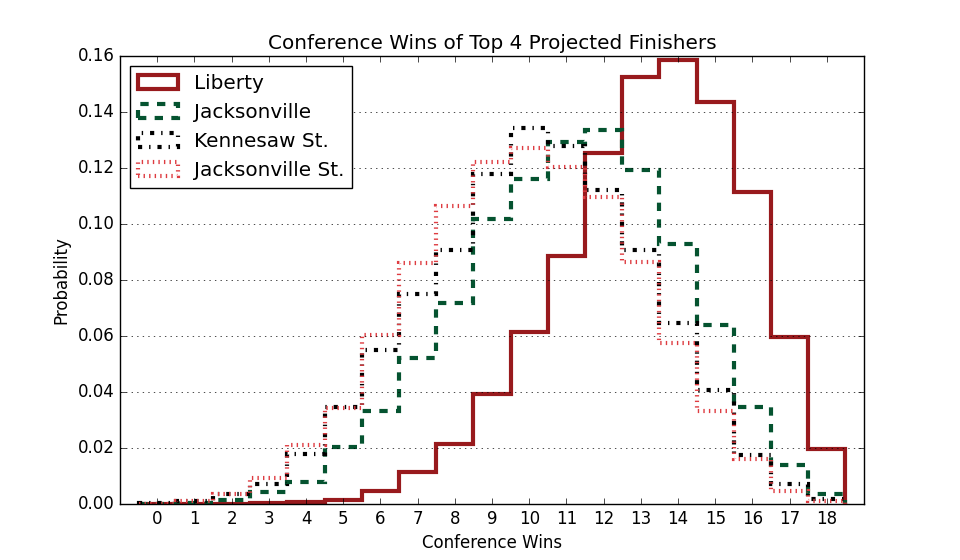 Conference Wins of Top 4 Projected Finishers
0.16
0.14
0.12
0.10
0.08
0.06
0.04
0.02
0.00
Probability
Liberty
Jacksonville
Kennesaw St.
Jacksonville St.
0 1 2 3 4 5 6 7 8 9 10 11 12 13 14 15 16 17 18
Conference Wins